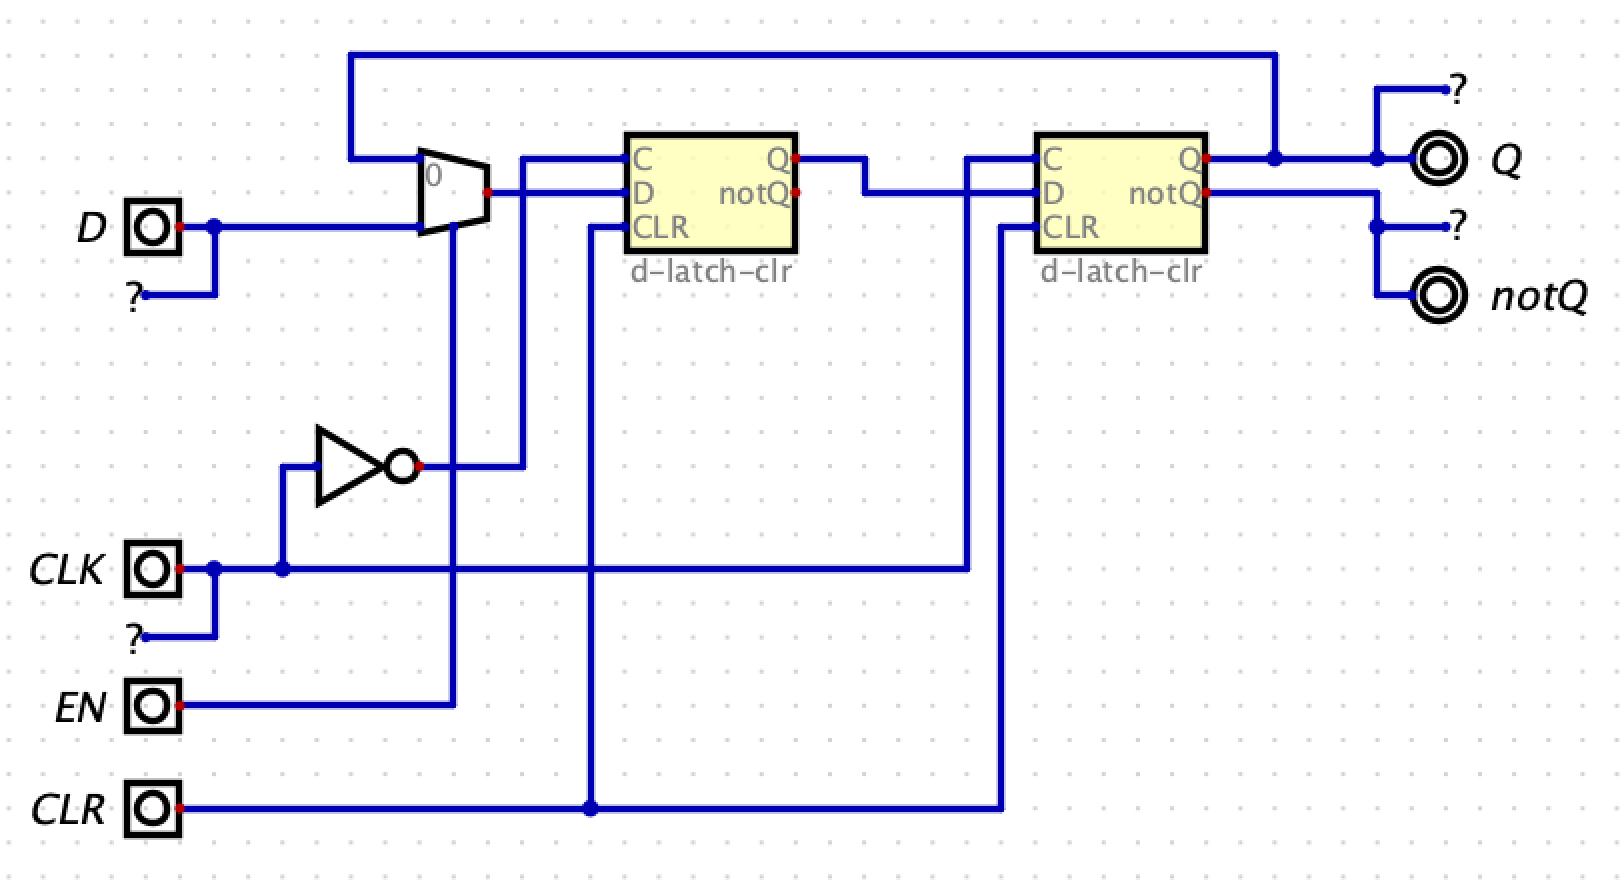 ?
Q
0
C Q
D notQ
CLR
d-latch-clr
C Q
D notQ
CLR
d-latch-clr
D
?
?
notQ
CLK
?
EN
CLR